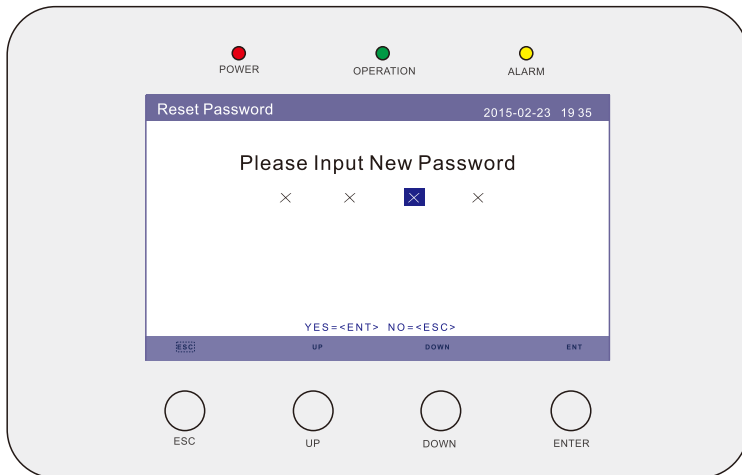 POWER OPERATION ALARM
Reset Password 2015-02-23 19 35
Please Input New Password
× × × ×
YES=<ENT> NO=<ESC>
ESC UP DOWN ENT
ESC UP DOWN ENTER